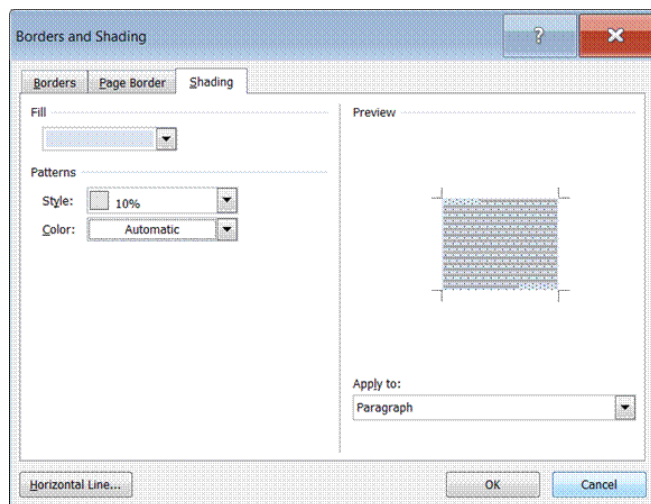 Borders and Shading
Borders Page Border Shading
Fill
Preview
Patterns
Style: 10%
Color: Automatic
Apply to:
Paragraph
Horizontal Line... OK Cancel